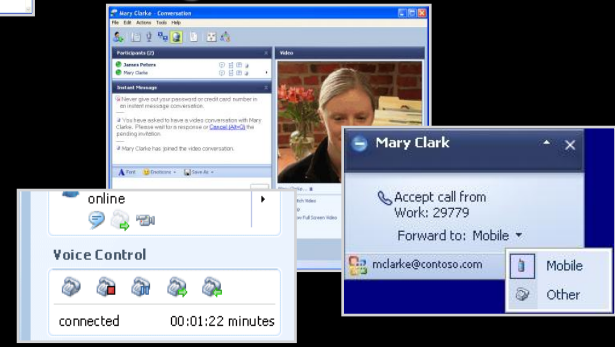 Mary Clarke - Conversation
File Edit Actions Tools Help
Participants (2)
James Peters
Mary Clarke
Instant Message
Never give out your password or credit card number in
an instant message conversation.
You have asked to have a video conversation with Mary
Clarke. Please wait for a response or Cancel (Alt+Q) the
pending invitation.
Mary Clarke has joined the video conversation.
Font Emoticons Save As
Video
Full Screen Video
Mary Clark
Accept call from
Work: 29779
Forward to: Mobile
mclarke@contoso.com
Mobile
Other
online
Voice Control
connected 00:01:22 minutes